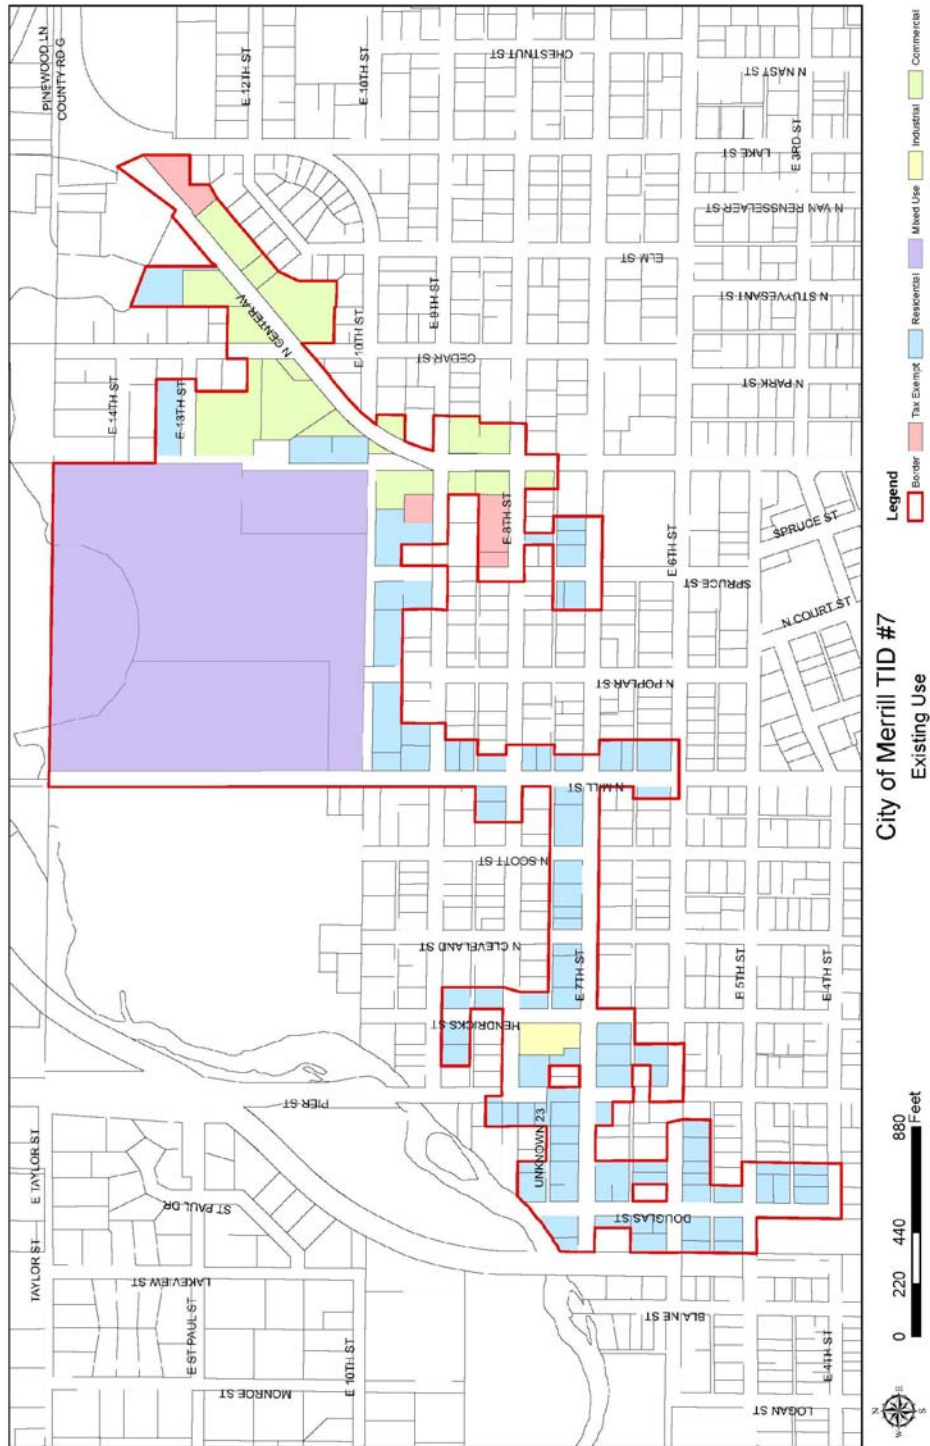 PINEWOOD LN
COUNTY RD G
E 12TH ST
E 10TH ST
CHESTNUT ST
N NAST ST
LAKE ST
E 3RD ST
N VAN RENSSELAER ST
ELM ST
N STUYVESANT ST
N CENTER AV
E 10TH ST
E 9TH ST
CEDAR ST
N PARK ST
E 14TH ST
E 13TH ST
E 8TH ST
E 6TH ST
SPRUCE ST
SPRUCE ST
N COURT ST
N POPLAR ST
N MILL ST
N SCOTT ST
N CLEVELAND ST
E 7TH ST
E 5TH ST
E 4TH ST
HENDRICKS ST
PIER ST
UNKNOWN 23
E TAYLOR ST
TAYLOR ST
ST PAUL DR
DOUGLAS ST
LAKEVIEW ST
E ST PAUL ST
BLAINE ST
E 10TH ST
MONROE ST
E 4TH ST
LOGAN ST
City of Merrill TID #7
Existing Use
Legend
Border
Tax Exempt
Residential
Mixed Use
Industrial
Commercial
0 220 440 880
Feet
N
W E
S